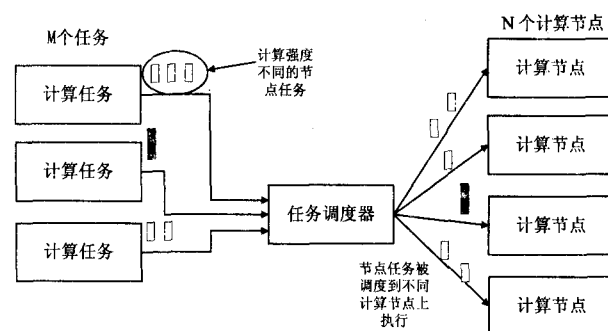 M个任务
N 个计算节点
计算强度
不同的节
点任务
计算任务
计算任务
计算任务
任务调度器
计算节点
计算节点
计算节点
计算节点
节点任务被
调度到不同
计算节点上
执行